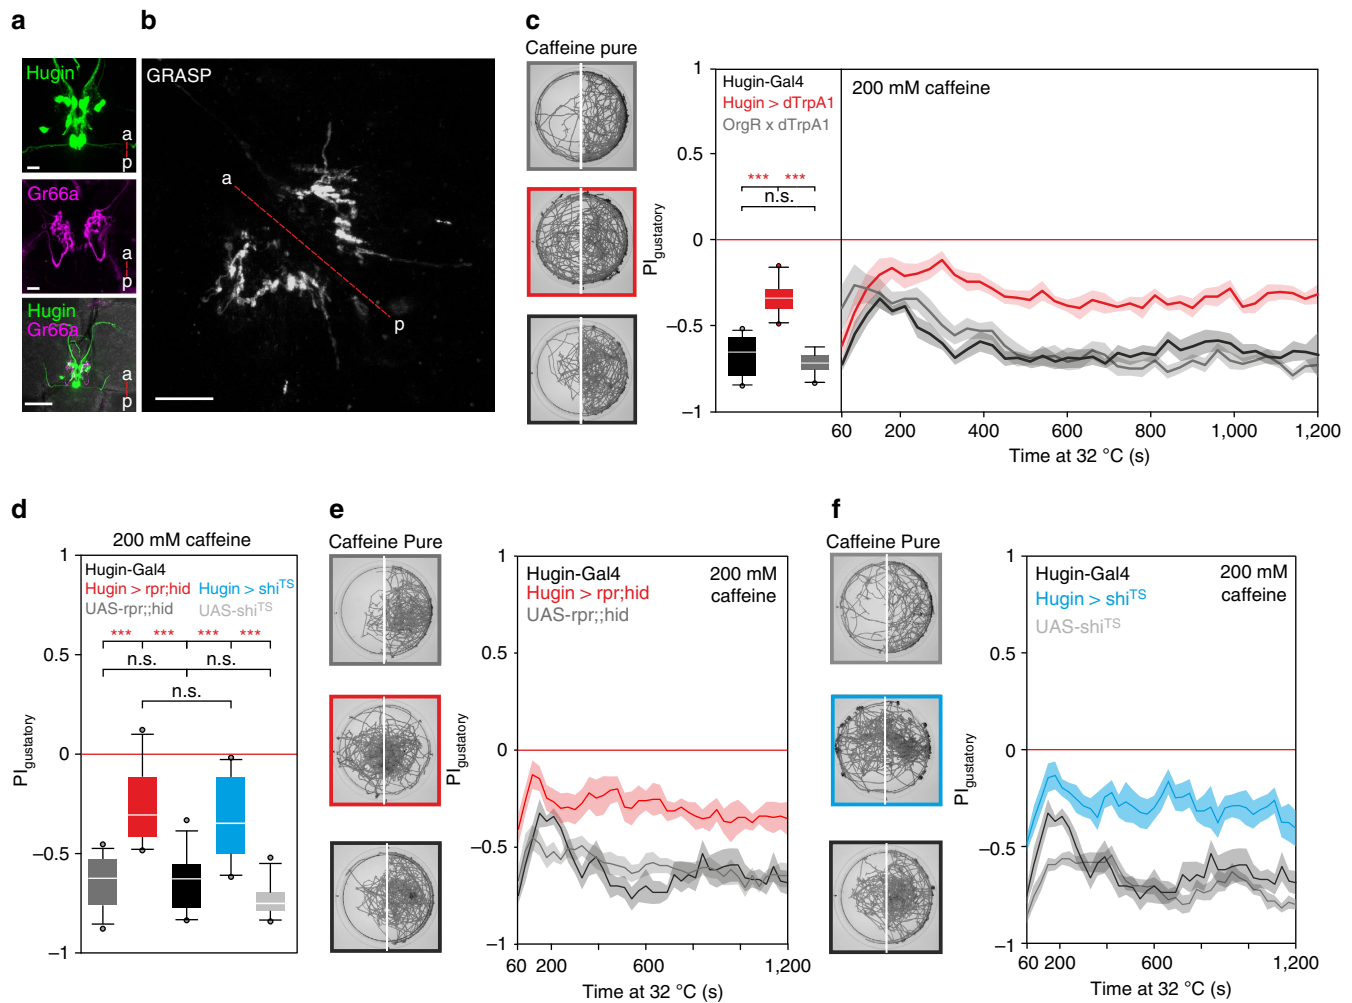 a
Hugin
a
p
Gr66a
a
p
Hugin
Gr66a
a
p
b
GRASP
a
p
c
Caffeine pure
Hugin-Gal4
Hugin > dTrpA1
OrgR x dTrpA1
200 mM caffeine
*** ***
n.s.
PIgustatory
1
0.5
0
−0.5
−1
60 200 400 600 800 1,000 1,200
Time at 32 °C (s)
d
200 mM caffeine
Hugin-Gal4
Hugin > rpr;hid Hugin > shiTS
UAS-rpr;;hid UAS-shiTS
*** *** *** ***
n.s. n.s.
n.s.
PIgustatory
1
0.5
0
−0.5
−1
e
Caffeine Pure
Hugin-Gal4
Hugin > rpr;hid
UAS-rpr;;hid
200 mM
caffeine
PIgustatory
1
0.5
0
−0.5
−1
60 200 600 1,200
Time at 32 °C (s)
f
Caffeine Pure
Hugin-Gal4
Hugin > shiTS
UAS-shiTS
200 mM
caffeine
PIgustatory
1
0.5
0
−0.5
−1
60 200 600 1,200
Time at 32 °C (s)